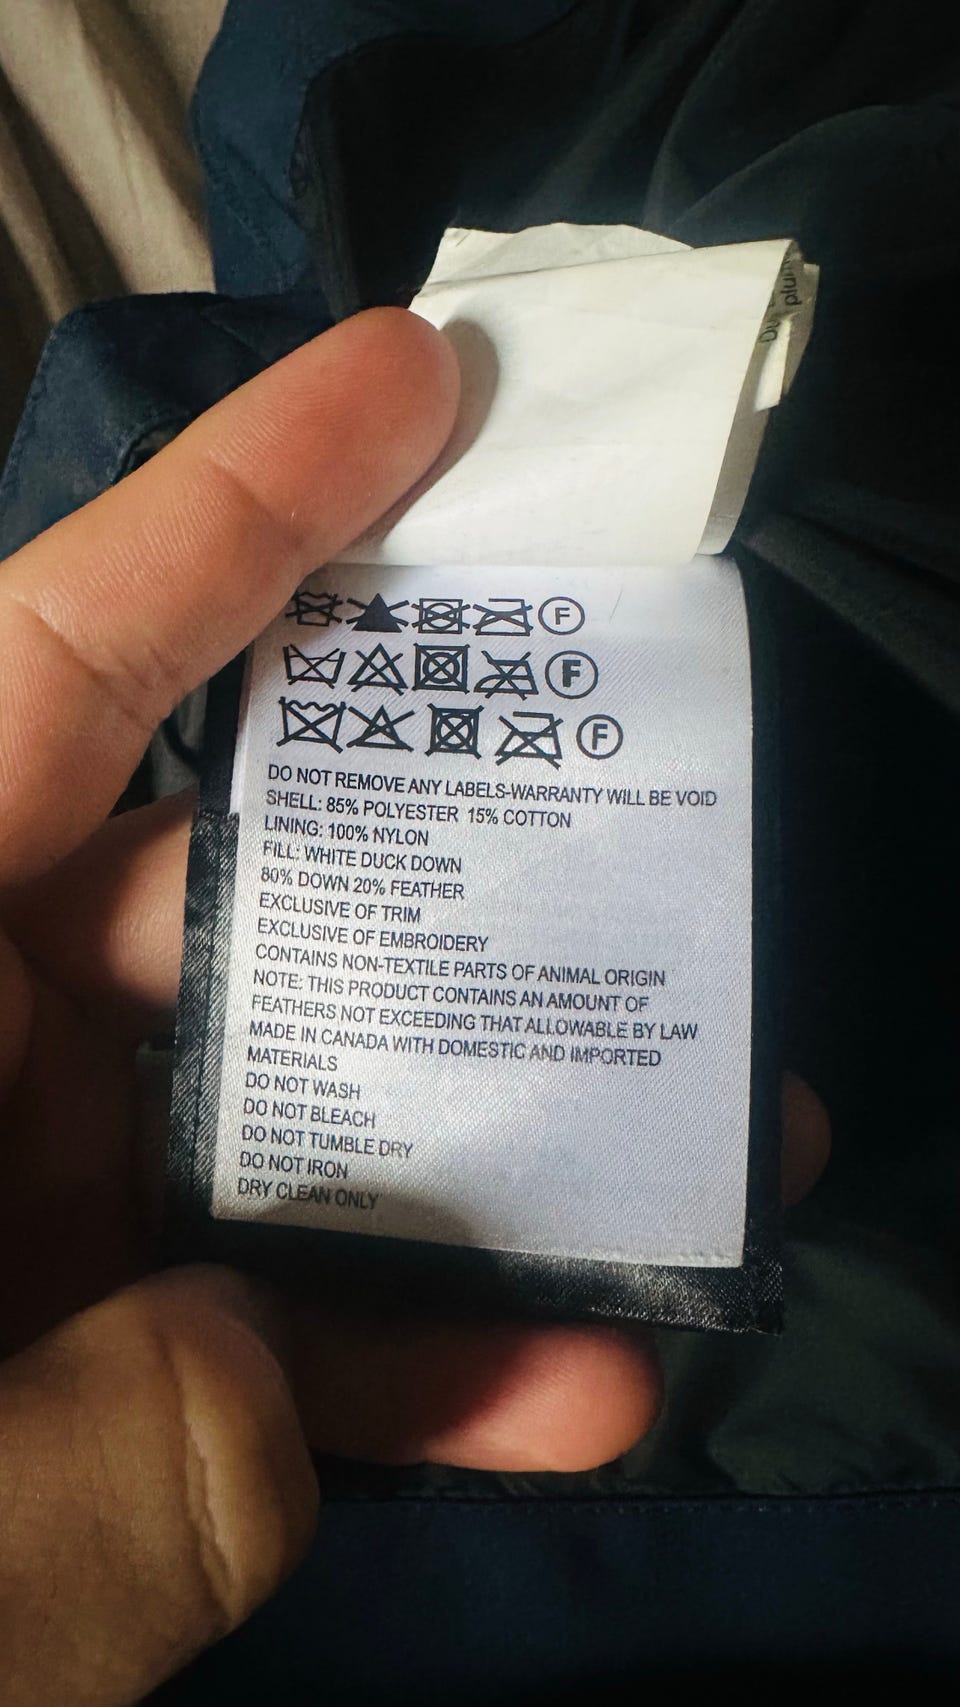 Du
plum
F
F
F
DO NOT REMOVE ANY LABELS-WARRANTY WILL BE VOID
SHELL: 85% POLYESTER 15% COTTON
LINING: 100% NYLON
FILL: WHITE DUCK DOWN
80% DOWN 20% FEATHER
EXCLUSIVE OF TRIM
EXCLUSIVE OF EMBROIDERY
CONTAINS NON-TEXTILE PARTS OF ANIMAL ORIGIN
NOTE: THIS PRODUCT CONTAINS AN AMOUNT OF
FEATHERS NOT EXCEEDING THAT ALLOWABLE BY LAW
MADE IN CANADA WITH DOMESTIC AND IMPORTED
MATERIALS
DO NOT WASH
DO NOT BLEACH
DO NOT TUMBLE DRY
DO NOT IRON
DRY CLEAN ONLY